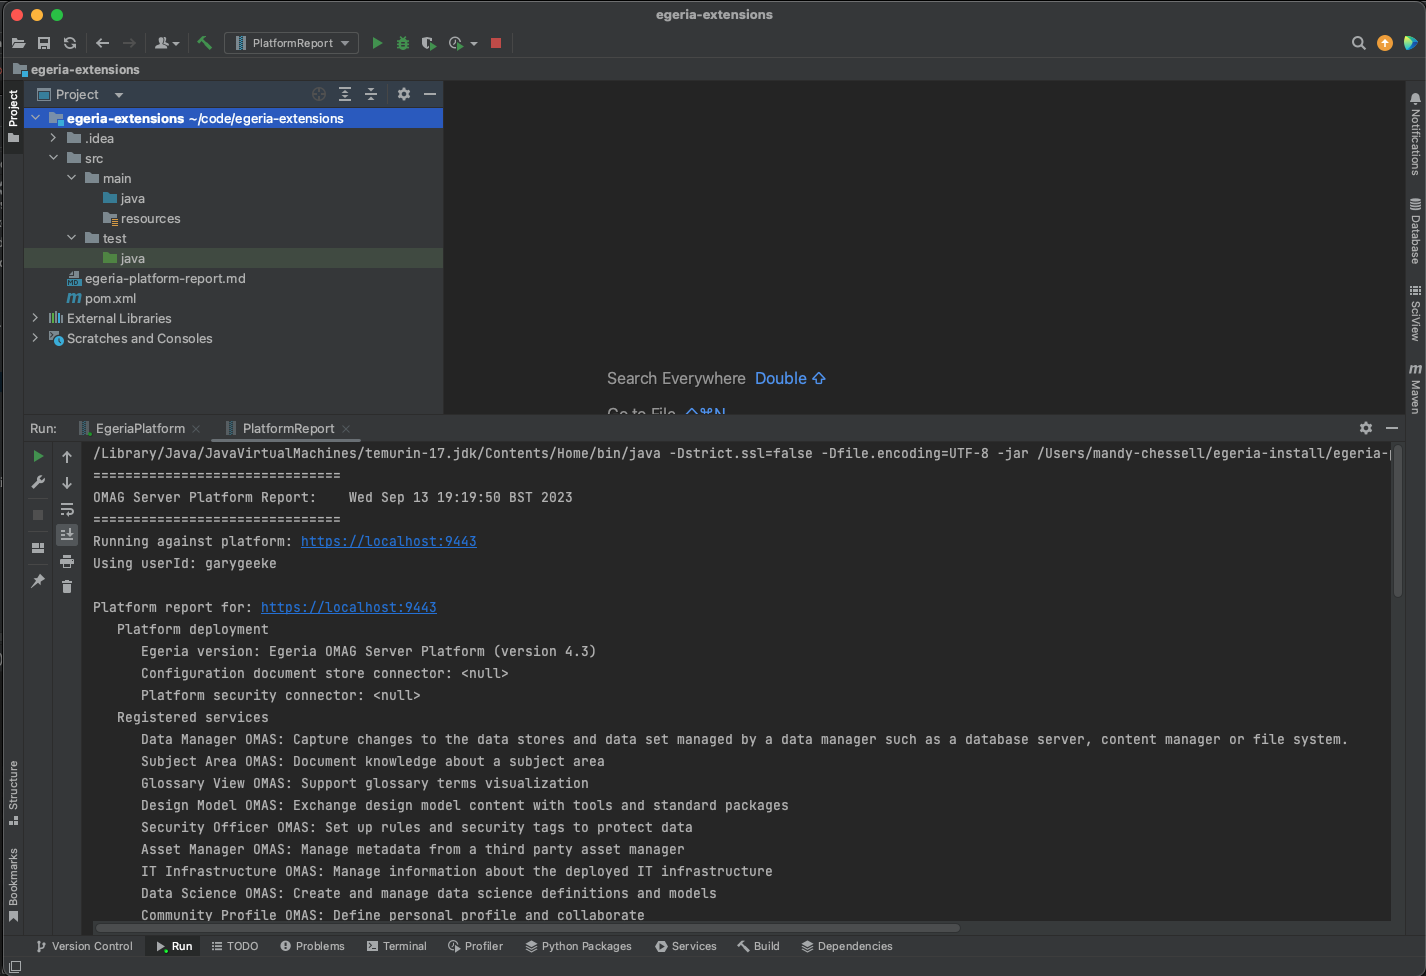 egeria-extensions
PlatformReport
egeria-extensions
Project
Project
egeria-extensions ~/code/egeria-extensions
.idea
src
main
java
resources
test
java
egeria-platform-report.md
pom.xml
External Libraries
Scratches and Consoles
Search Everywhere Double ⇧
Go to File ⇧⌘N
Notifications
Database
SciView
Maven
Run:
EgeriaPlatform
PlatformReport
/Library/Java/JavaVirtualMachines/temurin-17.jdk/Contents/Home/bin/java -Dstrict.ssl=false -Dfile.encoding=UTF-8 -jar /Users/mandy-chessell/egeria-install/egeria-p
===============================
OMAG Server Platform Report:    Wed Sep 13 19:19:50 BST 2023
===============================
Running against platform: https://localhost:9443
Using userId: garygeeke
Platform report for: https://localhost:9443
Platform deployment
Egeria version: Egeria OMAG Server Platform (version 4.3)
Configuration document store connector: <null>
Platform security connector: <null>
Registered services
Data Manager OMAS: Capture changes to the data stores and data set managed by a data manager such as a database server, content manager or file system.
Subject Area OMAS: Document knowledge about a subject area
Glossary View OMAS: Support glossary terms visualization
Design Model OMAS: Exchange design model content with tools and standard packages
Security Officer OMAS: Set up rules and security tags to protect data
Asset Manager OMAS: Manage metadata from a third party asset manager
IT Infrastructure OMAS: Manage information about the deployed IT infrastructure
Data Science OMAS: Create and manage data science definitions and models
Community Profile OMAS: Define personal profile and collaborate
Structure
Bookmarks
Version Control
Run
TODO
Problems
Terminal
Profiler
Python Packages
Services
Build
Dependencies